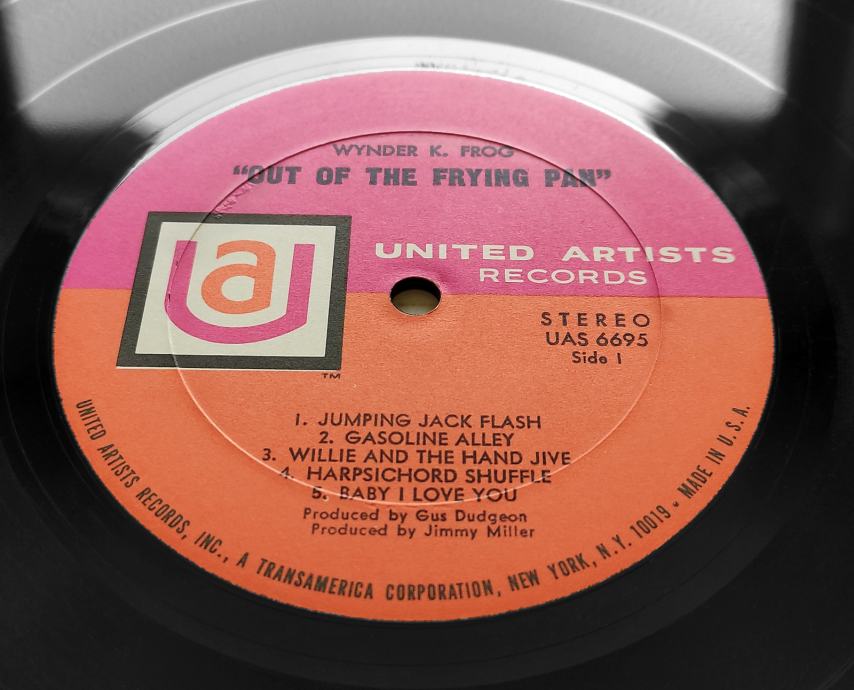 WYNDER K. FROG
"OUT OF THE FRYING PAN"
ua
UNITED ARTISTS
RECORDS
STEREO
UAS 6695
Side 1
TM
1. JUMPING JACK FLASH
2. GASOLINE ALLEY
3. WILLIE AND THE HAND JIVE
4. HARPSICHORD SHUFFLE
5. BABY I LOVE YOU
Produced by Gus Dudgeon
Produced by Jimmy Miller
UNITED ARTISTS RECORDS, INC., A TRANSAMERICA CORPORATION, NEW YORK, N.Y. 10019 • MADE IN U.S.A.